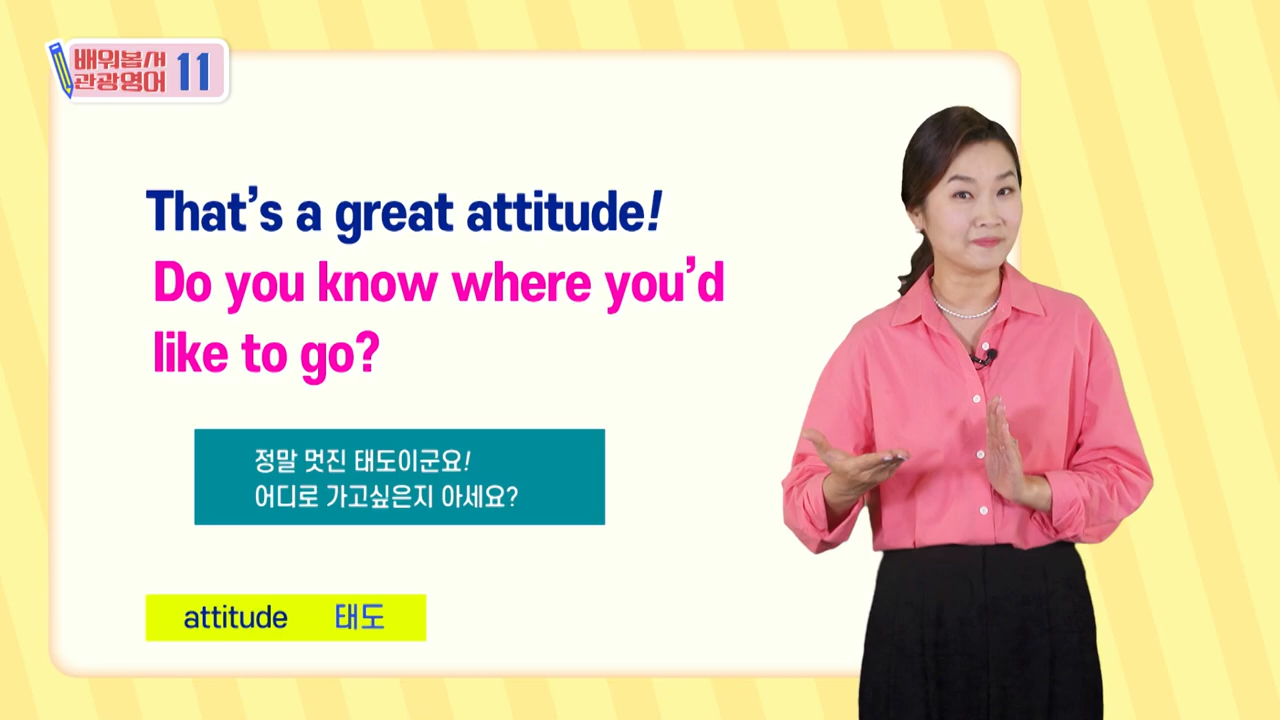 배워볼서
관광영어 11
That's a great attitude!
Do you know where you'd
like to go?
정말 멋진 태도이군요!
어디로 가고싶은지 아세요?
attitude 태도